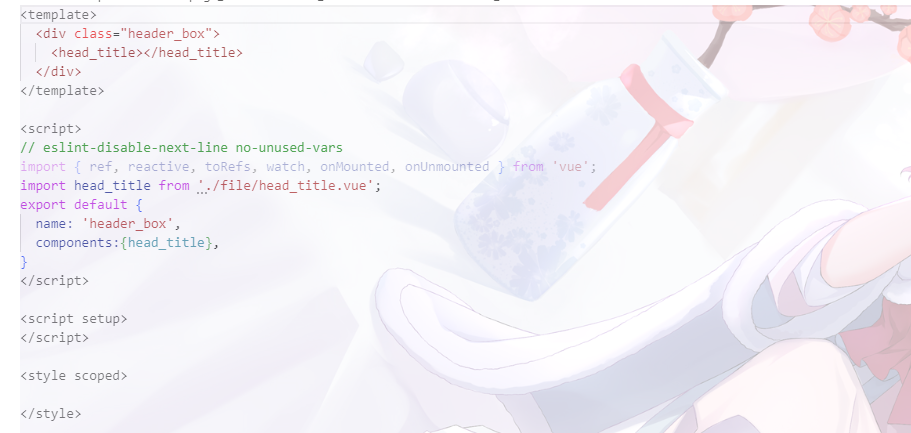 <template>
<div class="header_box">
<head_title></head_title>
</div>
</template>
<script>
// eslint-disable-next-line no-unused-vars
import { ref, reactive, toRefs, watch, onMounted, onUnmounted } from 'vue';
import head_title from './file/head_title.vue';
export default {
name: 'header_box',
components:{head_title},
}
</script>
<script setup>
</script>
<style scoped>
</style>